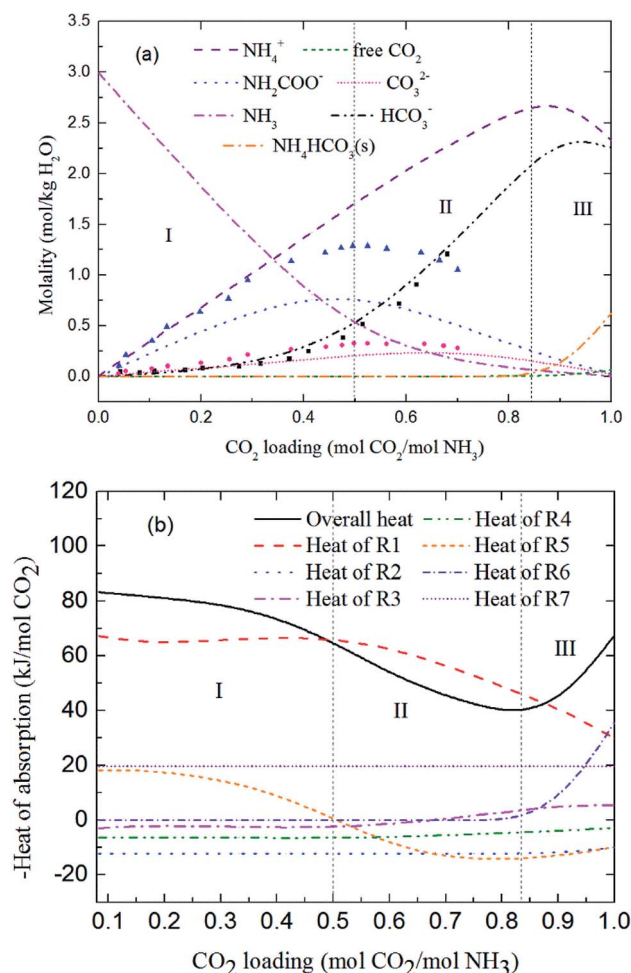 (a)
NH₄⁺ free CO₂
NH₂COO⁻ CO₃²⁻
NH₃ HCO₃⁻
NH₄HCO₃(s)
3.5
3.0
2.5
2.0
1.5
1.0
0.5
0.0
Molality (mol/kg H₂O)
I
II
III
0.0 0.2 0.4 0.6 0.8 1.0
CO₂ loading (mol CO₂/mol NH₃)
(b)
Overall heat Heat of R4
Heat of R1 Heat of R5
Heat of R2 Heat of R6
Heat of R3 Heat of R7
120
100
80
60
40
20
0
-20
-Heat of absorption (kJ/mol CO₂)
I
II
III
0.1 0.2 0.3 0.4 0.5 0.6 0.7 0.8 0.9 1.0
CO₂ loading (mol CO₂/mol NH₃)